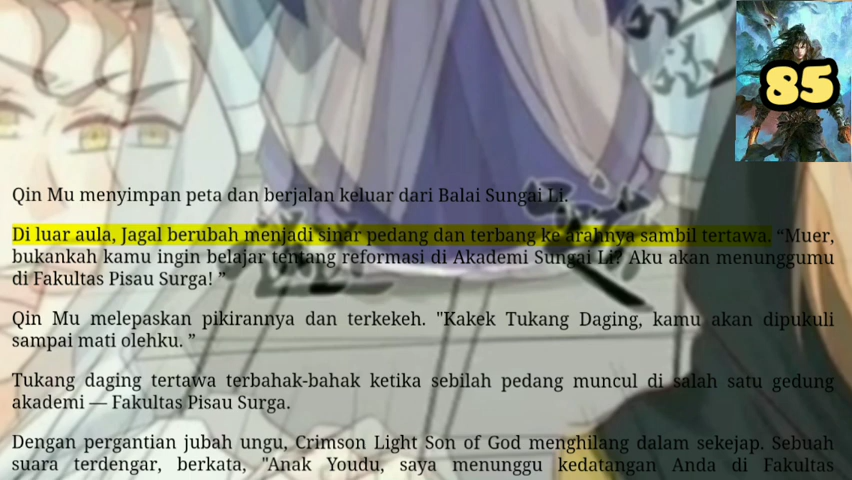 85
Qin Mu menyimpan peta dan berjalan keluar dari Balai Sungai Li.
Di luar aula, Jagal berubah menjadi sinar pedang dan terbang ke arahnya sambil tertawa. “Muer,
bukankah kamu ingin belajar tentang reformasi di Akademi Sungai Li? Aku akan menunggumu
di Fakultas Pisau Surga! ”
Qin Mu melepaskan pikirannya dan terkekeh. "Kakek Tukang Daging, kamu akan dipukuli
sampai mati olehku. ”
Tukang daging tertawa terbahak-bahak ketika sebilah pedang muncul di salah satu gedung
akademi — Fakultas Pisau Surga.
Dengan pergantian jubah ungu, Crimson Light Son of God menghilang dalam sekejap. Sebuah
suara terdengar, berkata, "Anak Youdu, saya menunggu kedatangan Anda di Fakultas